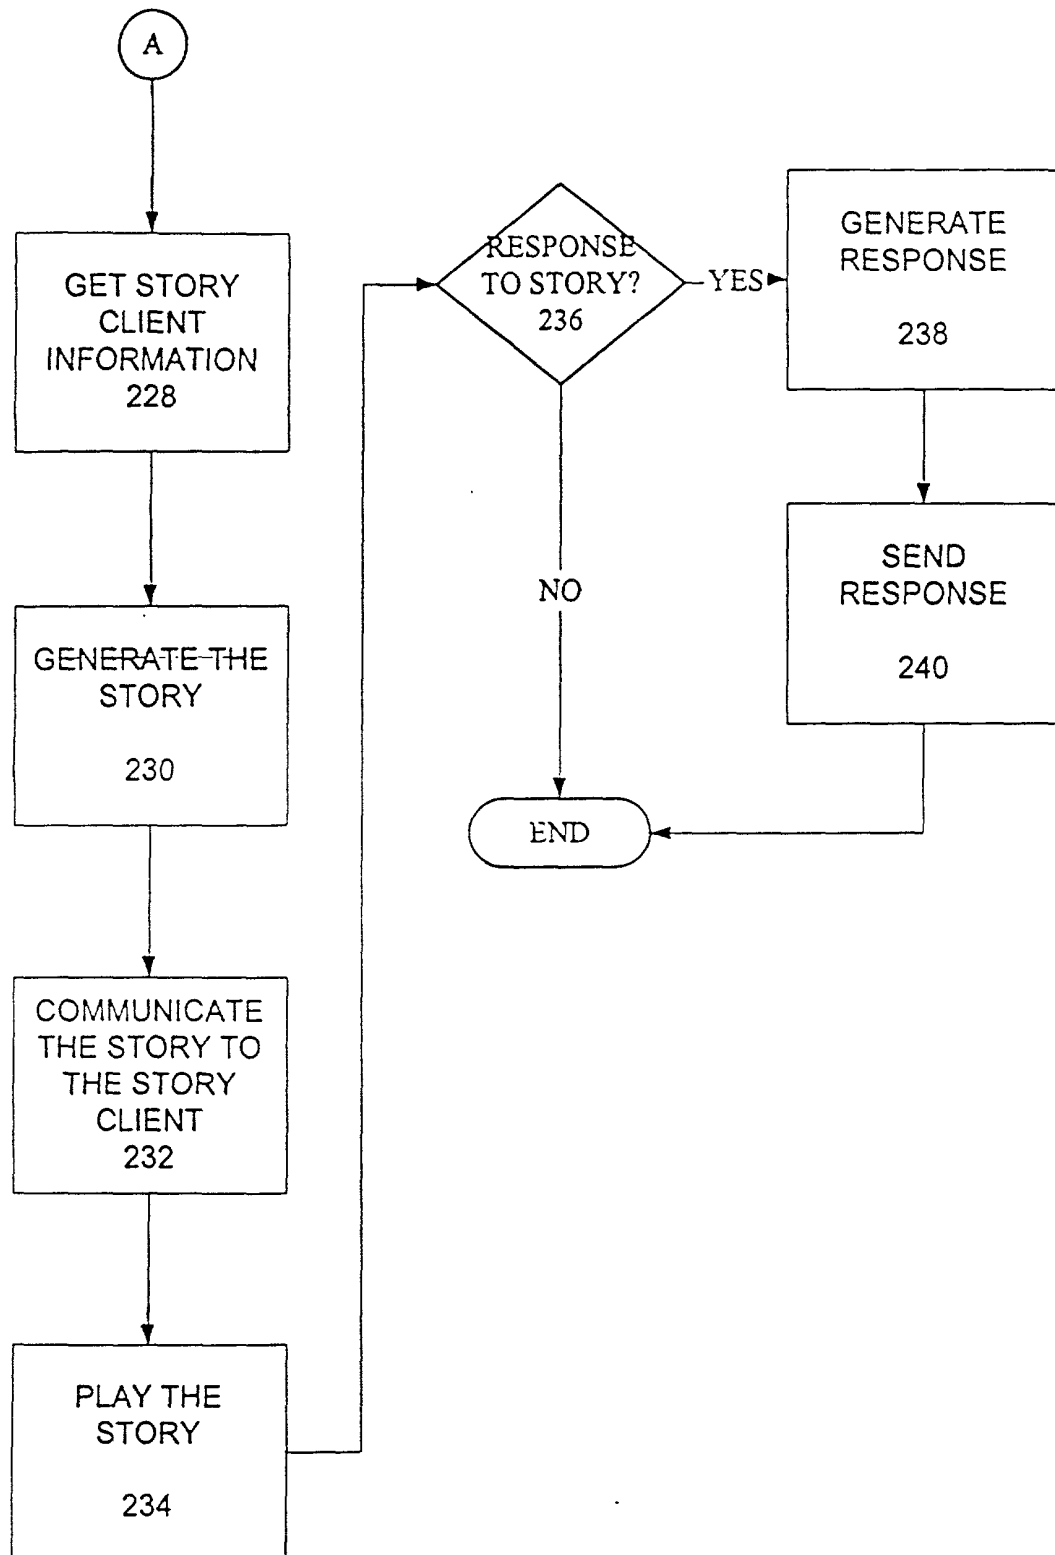 A
GET STORY
CLIENT
INFORMATION
228
GENERATE THE
STORY
230
COMMUNICATE
THE STORY TO
THE STORY
CLIENT
232
PLAY THE
STORY
234
RESPONSE
TO STORY?
236
YES
NO
GENERATE
RESPONSE
238
SEND
RESPONSE
240
END